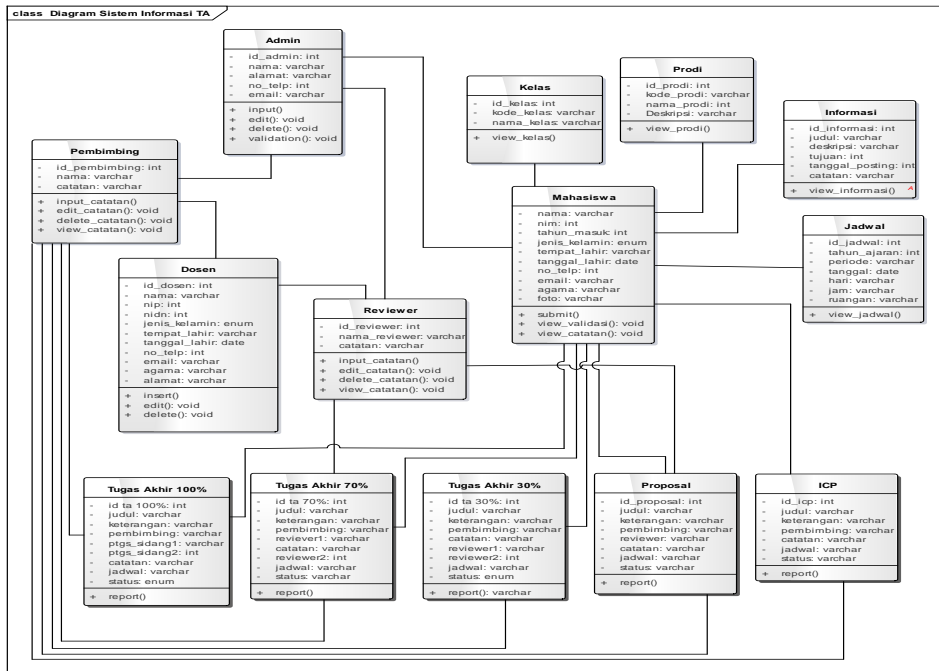 class Diagram Sistem Informasi TA
Admin
- id_admin: int
- nama: varchar
- alamat: varchar
- no_telp: int
- email: varchar
+ input()
+ edit(): void
+ delete(): void
+ validation(): void
Kelas
- id_kelas: int
- kode_kelas: varchar
- nama_kelas: varchar
+ view_kelas()
Prodi
- id_prodi: int
- kode_prodi: varchar
- nama_prodi: int
- Deskripsi: varchar
+ view_prodi()
Informasi
- id_informasi: int
- judul: varchar
- deskripsi: varchar
- tujuan: int
- tanggal_posting: int
- catatan: varchar
+ view_informasi()
A
Pembimbing
- id_pembimbing: int
- nama: varchar
- catatan: varchar
+ input_catatan()
+ edit_catatan(): void
+ delete_catatan(): void
+ view_catatan(): void
Mahasiswa
- nama: varchar
- nim: int
- tahun_masuk: int
- jenis_kelamin: enum
- tempat_lahir: varchar
- tanggal_lahir: date
- no_telp: int
- email: varchar
- agama: varchar
- foto: varchar
+ submit()
+ view_validasi(): void
+ view_catatan(): void
Jadwal
- id_jadwal: int
- tahun_ajaran: int
- periode: varchar
- tanggal: date
- hari: varchar
- jam: varchar
- ruangan: varchar
+ view_jadwal()
Dosen
- id_dosen: int
- nama: varchar
- nip: int
- nidn: int
- jenis_kelamin: enum
- tempat_lahir: varchar
- tanggal_lahir: date
- no_telp: int
- email: varchar
- agama: varchar
- alamat: varchar
+ insert()
+ edit(): void
+ delete(): void
Reviewer
- id_reviewer: int
- nama_reviewer: varchar
- catatan: varchar
+ input_catatan()
+ edit_catatan(): void
+ delete_catatan(): void
+ view_catatan(): void
Tugas Akhir 100%
- id ta 100%: int
- judul: varchar
- keterangan: varchar
- pembimbing: varchar
- ptgs_sidang1: varchar
- ptgs_sidang2: int
- catatan: varchar
- jadwal: varchar
- status: enum
+ report()
Tugas Akhir 70%
- id ta 70%: int
- judul: varchar
- keterangan: varchar
- pembimbing: varchar
- reviever1: varchar
- catatan: varchar
- reviewer2: int
- jadwal: varchar
- status: varchar
+ report()
Tugas Akhir 30%
- id ta 30%: int
- judul: varchar
- keterangan: varchar
- pembimbing: varchar
- catatan: varchar
- reviewer1: varchar
- reviewer2: int
- jadwal: varchar
- status: enum
+ report(): varchar
Proposal
- id_proposal: int
- judul: varchar
- keterangan: varchar
- pembimbing: varchar
- reviewer: varchar
- catatan: varchar
- jadwal: varchar
- status: varchar
+ report()
ICP
- id_icp: int
- judul: varchar
- keterangan: varchar
- pembimbing: varchar
- catatan: varchar
- jadwal: varchar
- status: varchar
+ report()